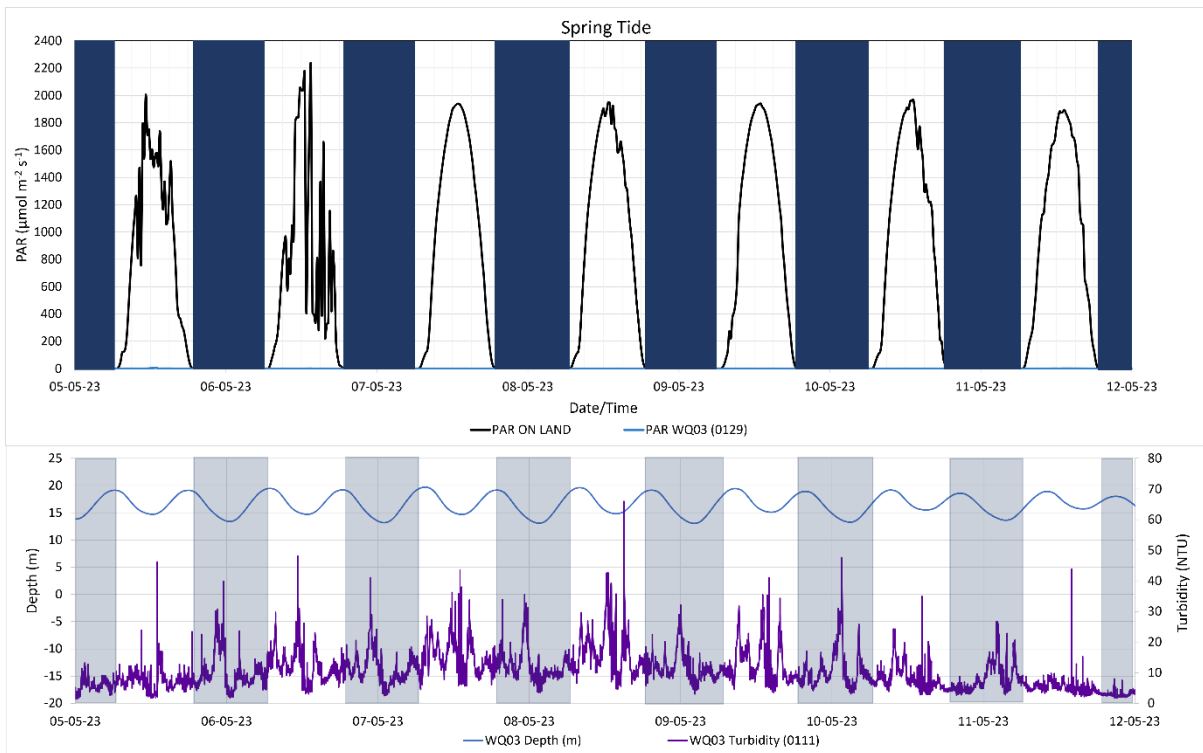 Spring Tide
2400
2200
2000
1800
1600
1400
1200
1000
800
600
400
200
0
PAR (µmol m⁻² s⁻¹)
05-05-23 06-05-23 07-05-23 08-05-23 09-05-23 10-05-23 11-05-23 12-05-23
Date/Time
PAR ON LAND PAR WQ03 (0129)
25 80
20 70
15 60
10
5 50
0 40
-5 30
-10 20
-15 10
-20 0
Depth (m)
Turbidity (NTU)
05-05-23 06-05-23 07-05-23 08-05-23 09-05-23 10-05-23 11-05-23 12-05-23
WQ03 Depth (m) WQ03 Turbidity (0111)